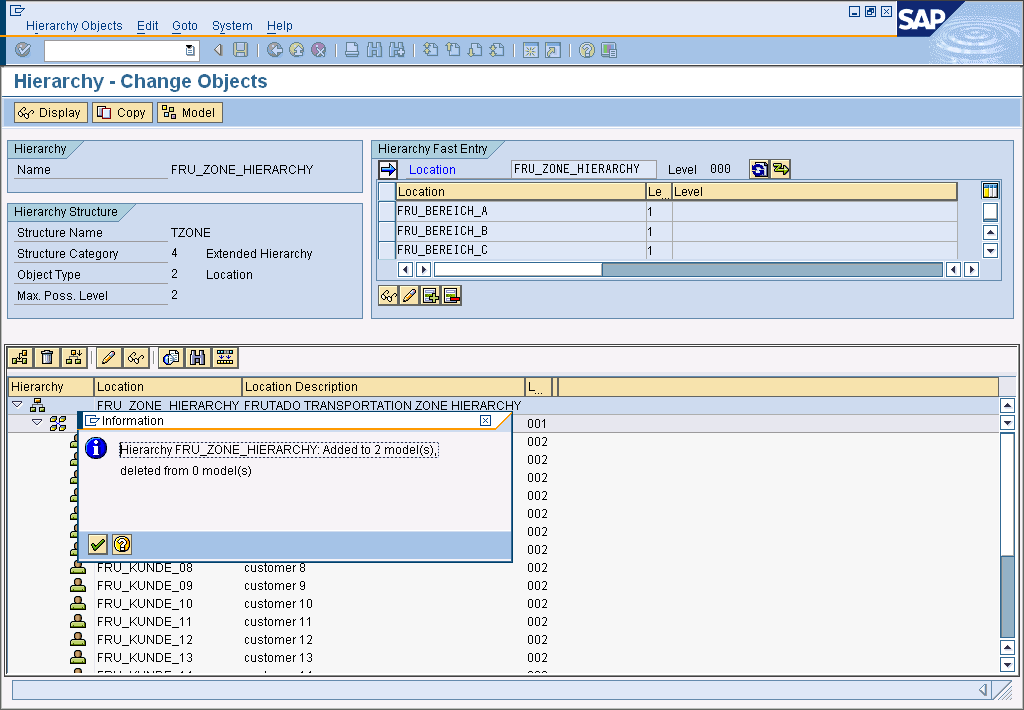 Hierarchy Objects Edit Goto System Help
SAP
Hierarchy - Change Objects
Display Copy Model
Hierarchy
Name FRU_ZONE_HIERARCHY
Hierarchy Structure
Structure Name TZONE
Structure Category 4 Extended Hierarchy
Object Type 2 Location
Max. Poss. Level 2
Hierarchy Fast Entry
Location FRU_ZONE_HIERARCHY Level 000
Location Le... Level
FRU_BEREICH_A 1
FRU_BEREICH_B 1
FRU_BEREICH_C 1
Hierarchy Location Location Description L...
FRU_ZONE_HIERARCHY FRUTADO TRANSPORTATION ZONE HIERARCHY
001
002
002
002
002
002
002
002
Information
Hierarchy FRU_ZONE_HIERARCHY: Added to 2 model(s),
deleted from 0 model(s)
FRU_KUNDE_08 customer 8 002
FRU_KUNDE_09 customer 9 002
FRU_KUNDE_10 customer 10 002
FRU_KUNDE_11 customer 11 002
FRU_KUNDE_12 customer 12 002
FRU_KUNDE_13 customer 13 002